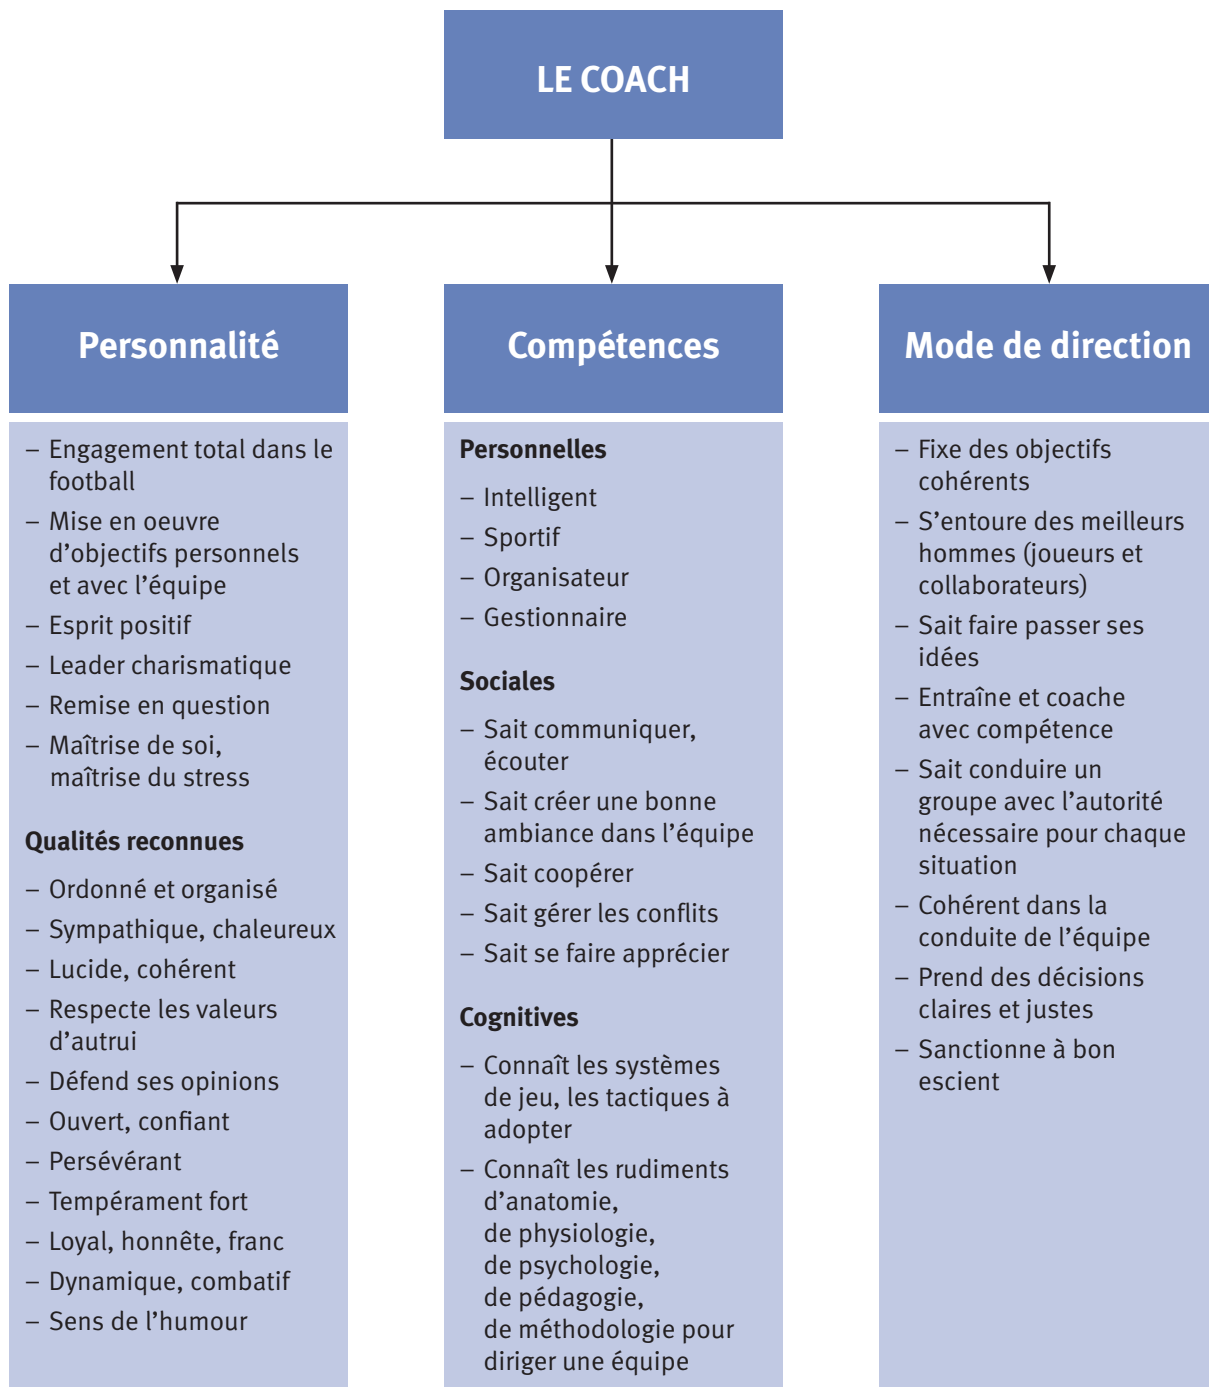 LE COACH
Personnalité
– Engagement total dans le
football
– Mise en oeuvre
d’objectifs personnels
et avec l’équipe
– Esprit positif
– Leader charismatique
– Remise en question
– Maîtrise de soi,
maîtrise du stress
Qualités reconnues
– Ordonné et organisé
– Sympathique, chaleureux
– Lucide, cohérent
– Respecte les valeurs
d’autrui
– Défend ses opinions
– Ouvert, confiant
– Persévérant
– Tempérament fort
– Loyal, honnête, franc
– Dynamique, combatif
– Sens de l’humour
Compétences
Personnelles
– Intelligent
– Sportif
– Organisateur
– Gestionnaire
Sociales
– Sait communiquer,
écouter
– Sait créer une bonne
ambiance dans l’équipe
– Sait coopérer
– Sait gérer les conflits
– Sait se faire apprécier
Cognitives
– Connaît les systèmes
de jeu, les tactiques à
adopter
– Connaît les rudiments
d’anatomie,
de physiologie,
de psychologie,
de pédagogie,
de méthodologie pour
diriger une équipe
Mode de direction
– Fixe des objectifs
cohérents
– S’entoure des meilleurs
hommes (joueurs et
collaborateurs)
– Sait faire passer ses
idées
– Entraîne et coache
avec compétence
– Sait conduire un
groupe avec l’autorité
nécessaire pour chaque
situation
– Cohérent dans la
conduite de l’équipe
– Prend des décisions
claires et justes
– Sanctionne à bon
escient